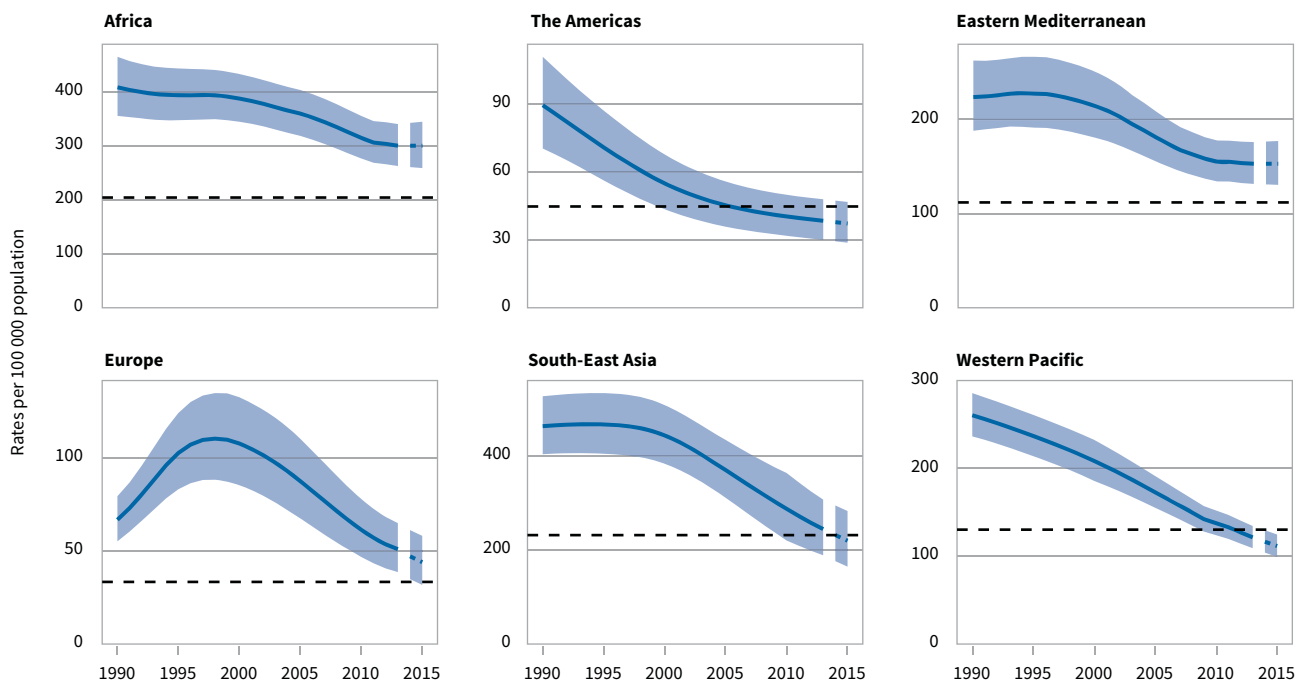 Africa
The Americas
Eastern Mediterranean
400
300
200
100
0
90
60
30
0
200
100
0
Rates per 100 000 population
Europe
South-East Asia
Western Pacific
100
50
0
400
200
0
300
200
100
0
1990 1995 2000 2005 2010 2015
1990 1995 2000 2005 2010 2015
1990 1995 2000 2005 2010 2015